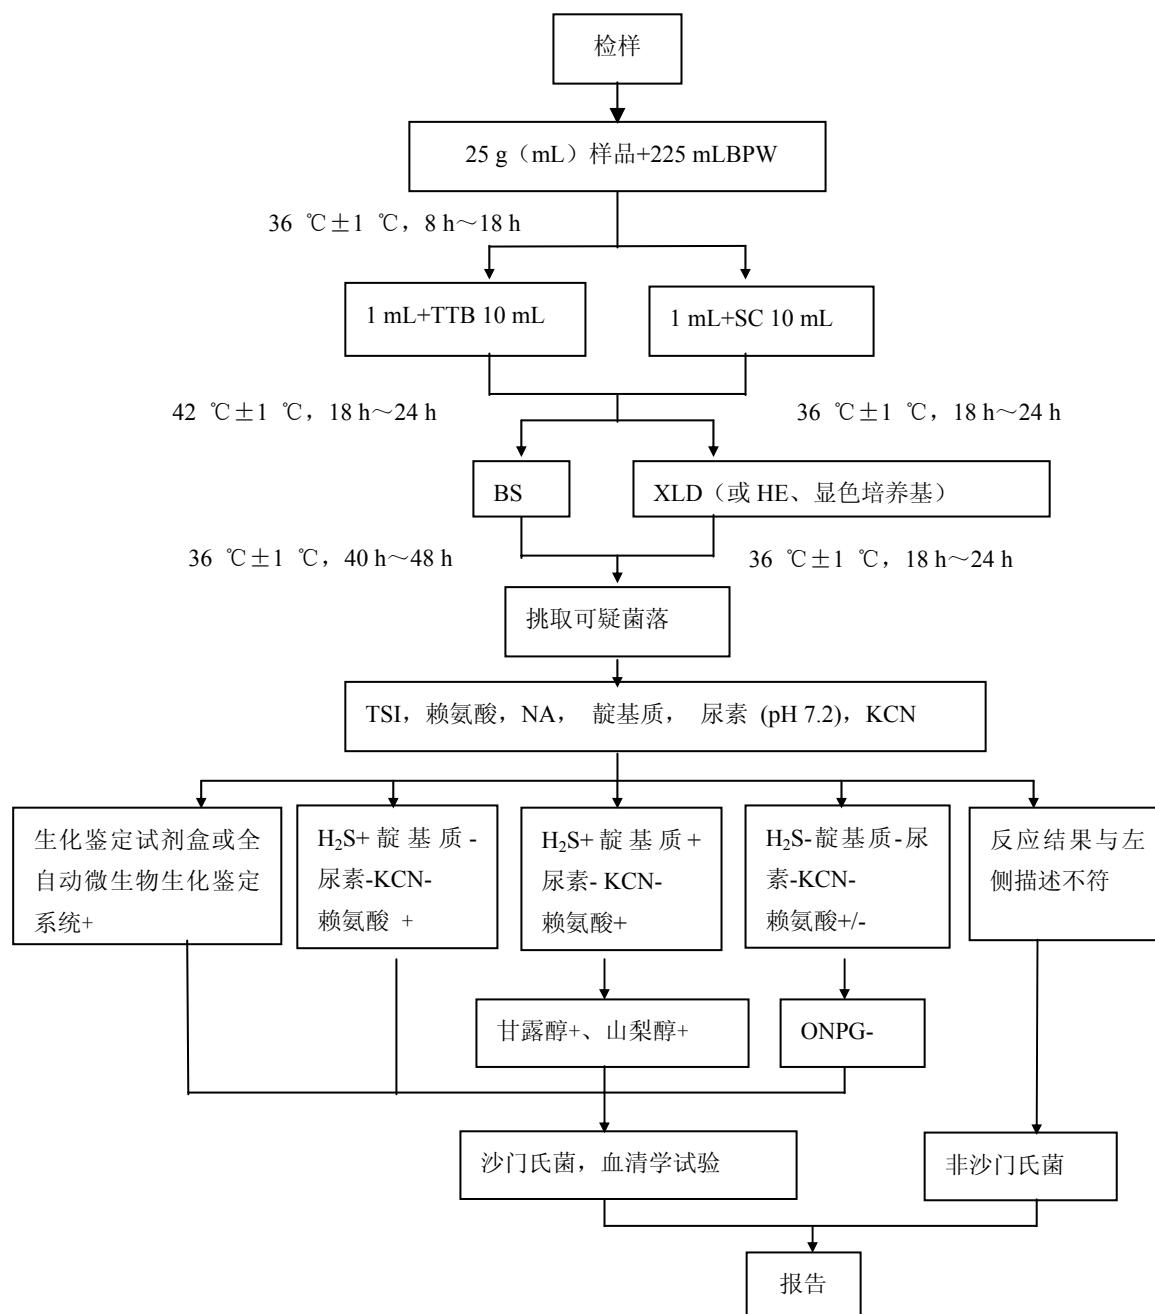 检样
25 g（mL）样品+225 mLBPW
36 ℃±1 ℃，8 h～18 h
1 mL+TTB 10 mL
1 mL+SC 10 mL
42 ℃±1 ℃，18 h～24 h
36 ℃±1 ℃，18 h～24 h
BS
XLD（或 HE、显色培养基）
36 ℃±1 ℃，40 h～48 h
36 ℃±1 ℃，18 h～24 h
挑取可疑菌落
TSI，赖氨酸，NA， 靛基质， 尿素 (pH 7.2)，KCN
生化鉴定试剂盒或全
自动微生物生化鉴定
系统+
H₂S+靛基质-
尿素-KCN-
赖氨酸 +
H₂S+靛基质+
尿素- KCN-
赖氨酸+
H₂S-靛基质-尿
素-KCN-
赖氨酸+/-
反应结果与左
侧描述不符
甘露醇+、山梨醇+
ONPG-
沙门氏菌，血清学试验
非沙门氏菌
报告